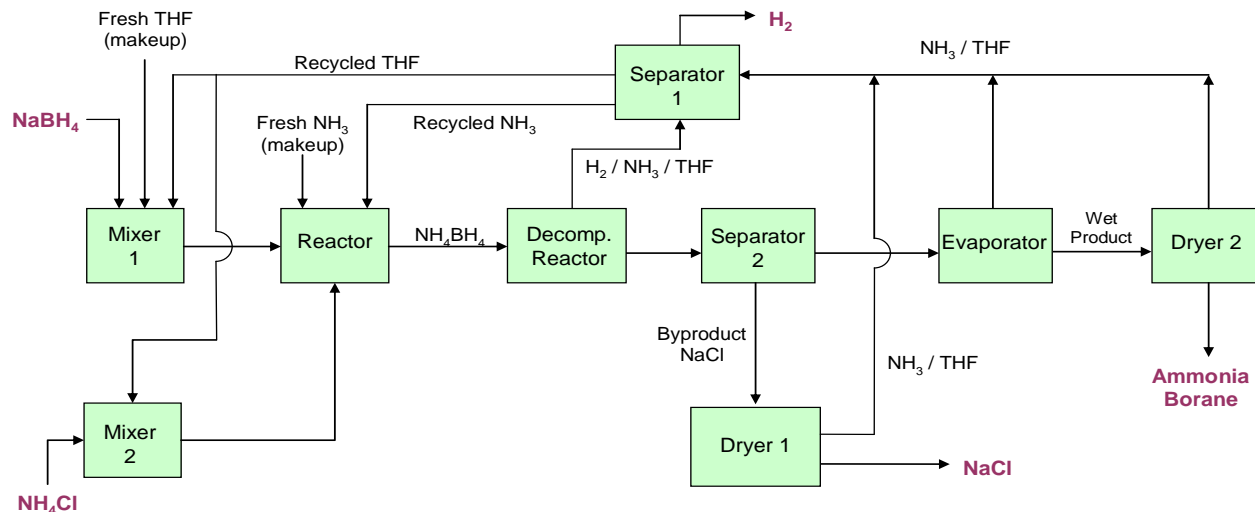 Fresh THF
(makeup)
H₂
NH₃ / THF
Recycled THF
Separator
1
NaBH₄
Fresh NH₃
(makeup)
Recycled NH₃
H₂ / NH₃ / THF
Mixer
1
Reactor
NH₄BH₄
Decomp.
Reactor
Separator
2
Evaporator
Wet
Product
Dryer 2
Byproduct
NaCl
NH₃ / THF
Ammonia
Borane
Mixer
2
Dryer 1
NaCl
NH₄Cl